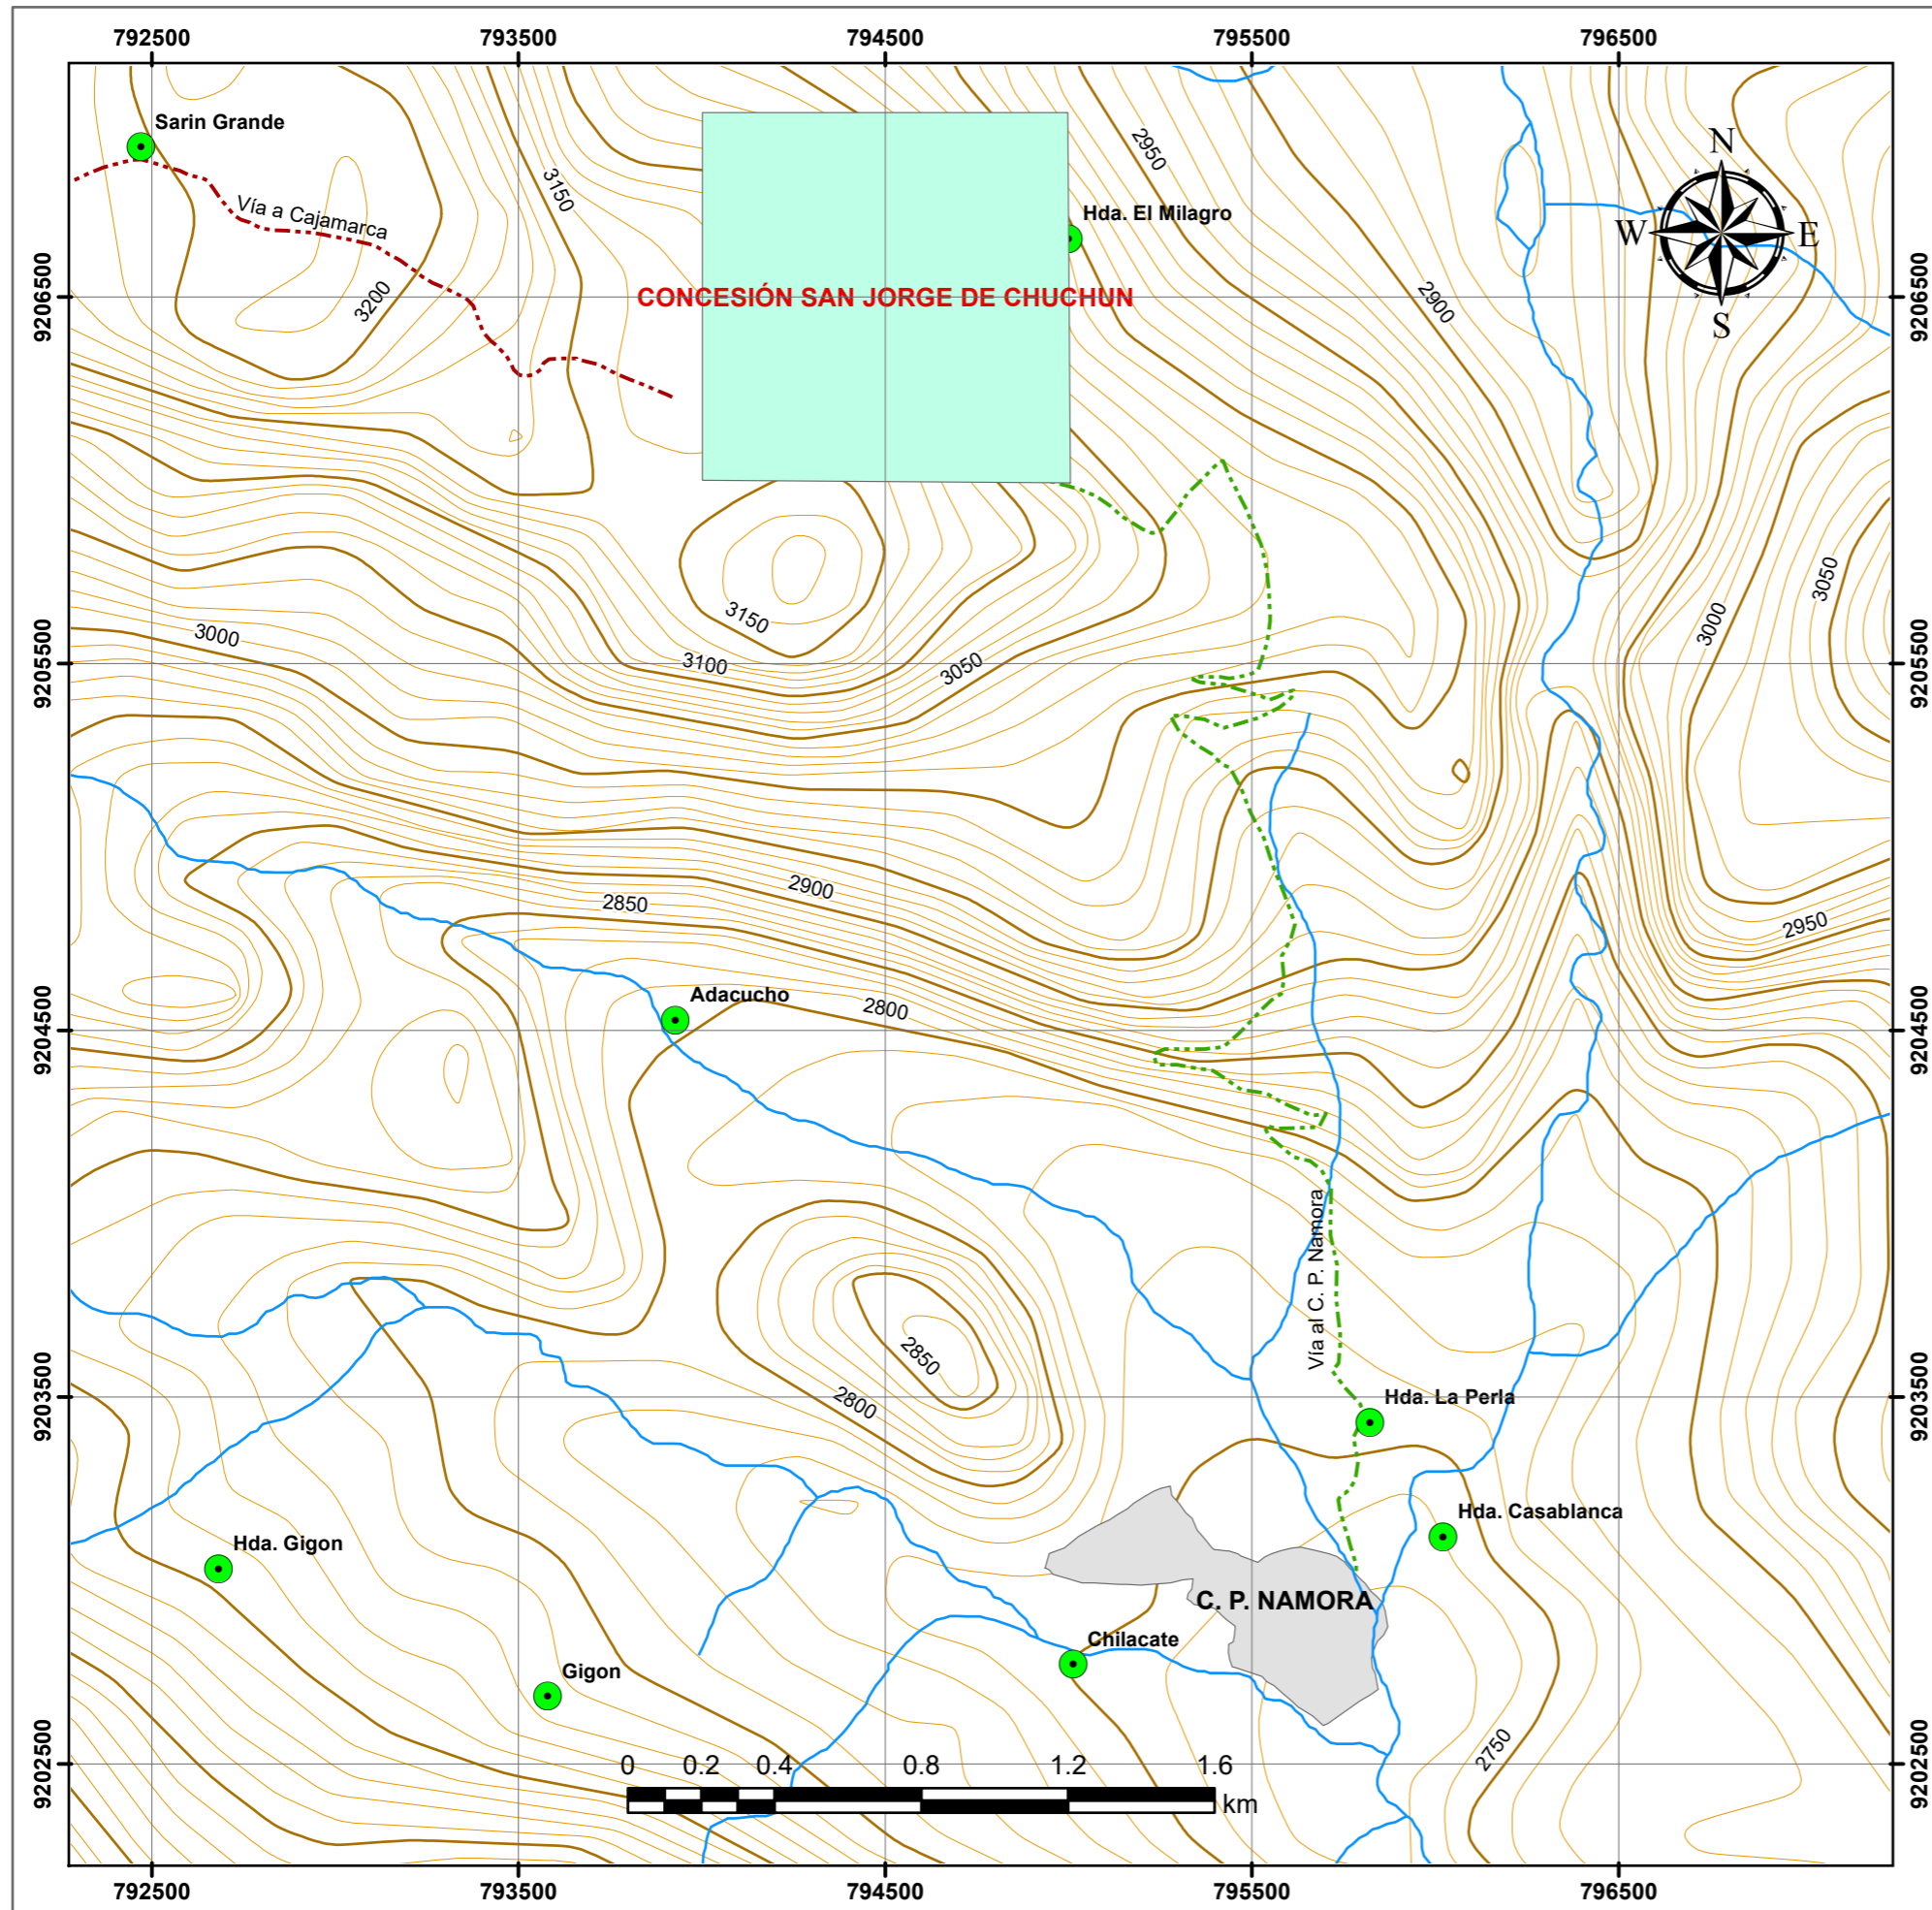 792500 793500 794500 795500 796500
Sarin Grande
2950
N
3150
Vía a Cajamarca
Hda. El Milagro
W E
9206500 9206500
3200
CONCESIÓN SAN JORGE DE CHUCHUN
2900
S
3050
3150
3000
3000
9205500 9205500
3100
3050
2900
2850
2950
Adacucho
2800
9204500 9204500
Vía al C. P. Namora
2850
9203500 9203500
Hda. La Perla
2800
Hda. Casablanca
Hda. Gigon
C. P. NAMORA
Chilacate
Gigon
2750
9202500 9202500
0 0.2 0.4 0.8 1.2 1.6
km
792500 793500 794500 795500 796500